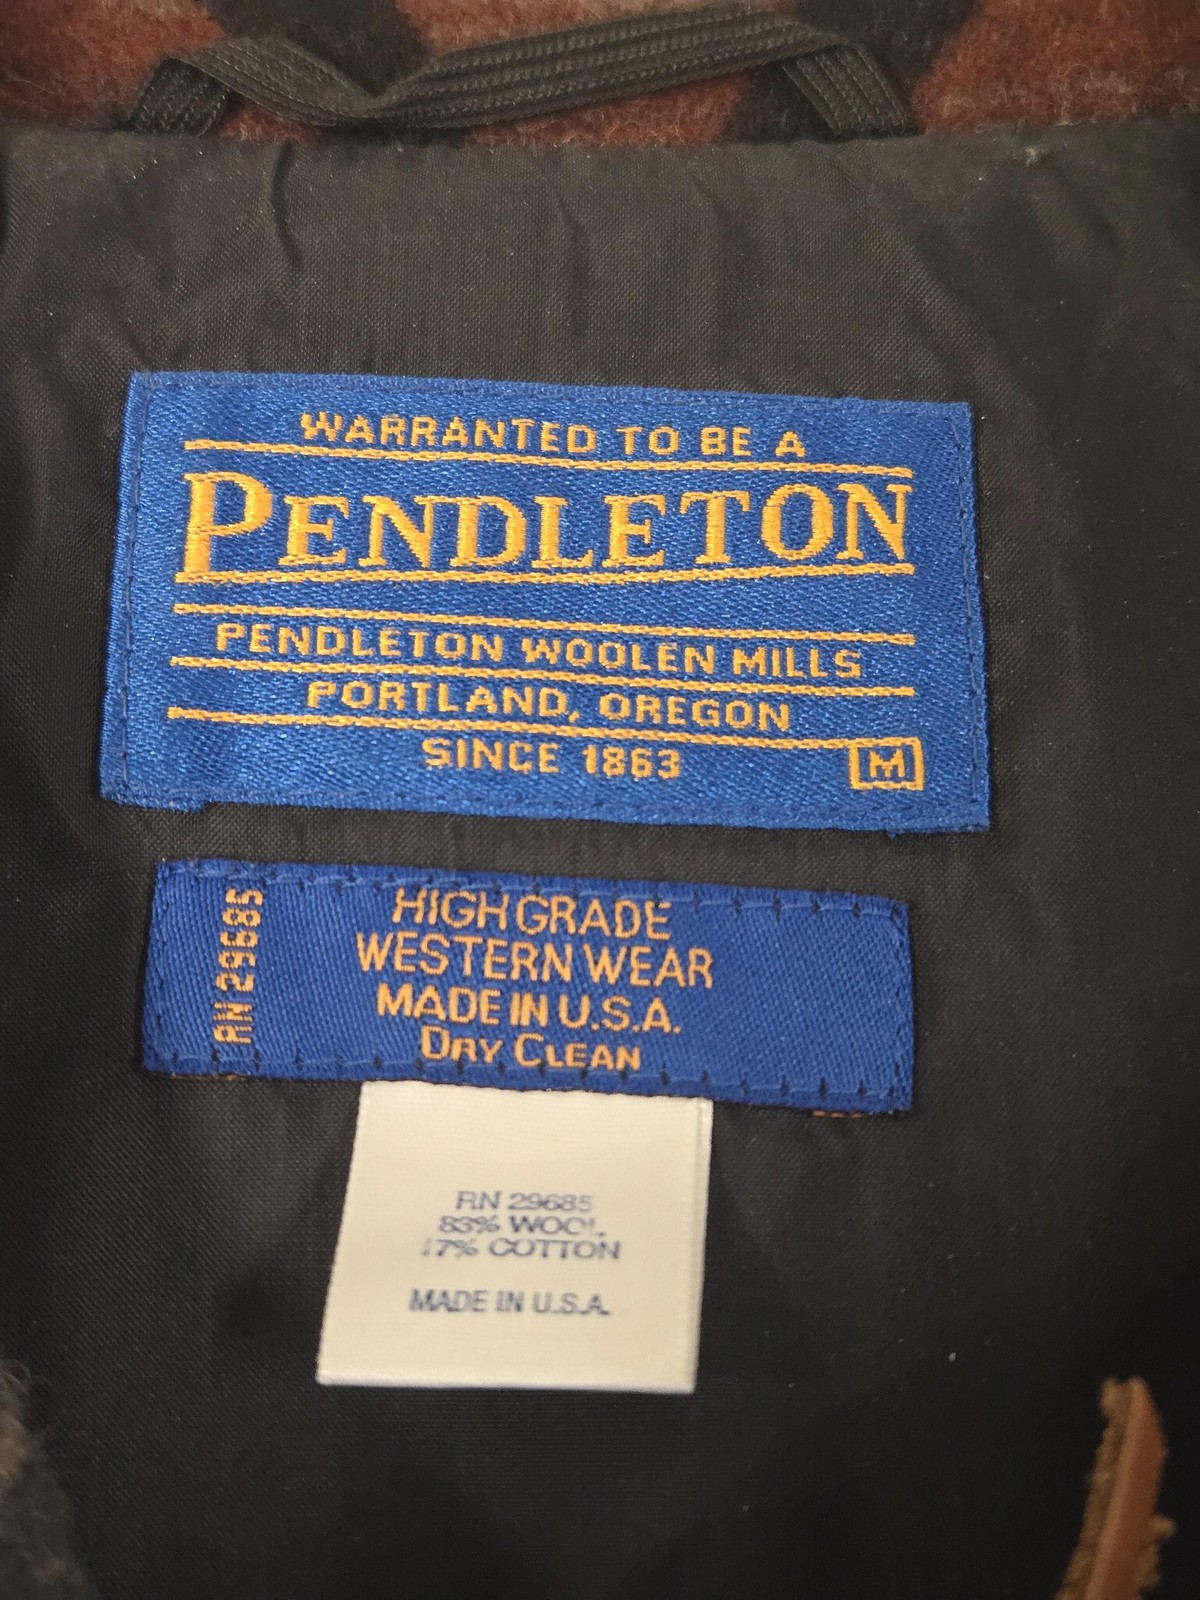 WARRANTED TO BE A
PENDLETON
PENDLETON WOOLEN MILLS
PORTLAND, OREGON
SINCE 1863
M
RN 29685
HIGH GRADE
WESTERN WEAR
MADE IN U.S.A.
DRY CLEAN
RN 29685
83% WOOL
17% COTTON
MADE IN U.S.A.